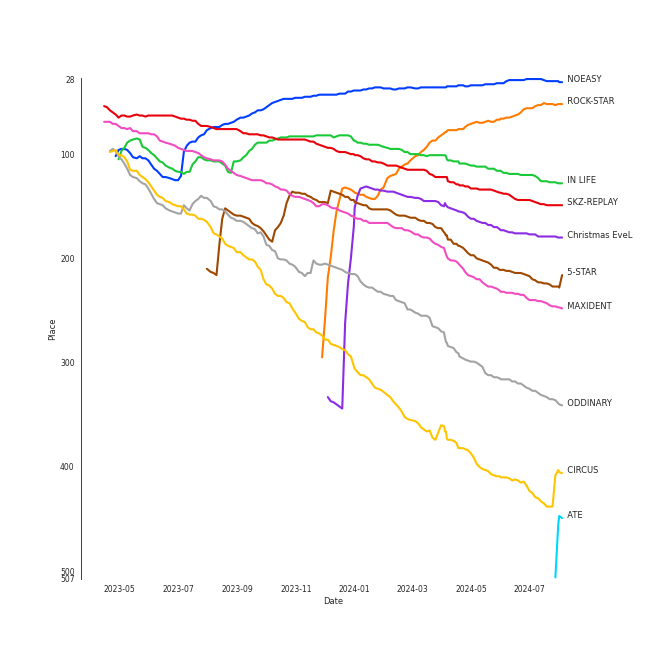 28
NOEASY
ROCK-STAR
100
IN LIFE
SKZ-REPLAY
Christmas EveL
200
5-STAR
MAXIDENT
Place
300
ODDINARY
400
CIRCUS
ATE
500
507
2023-05 2023-07 2023-09 2023-11 2024-01 2024-03 2024-05 2024-07
Date